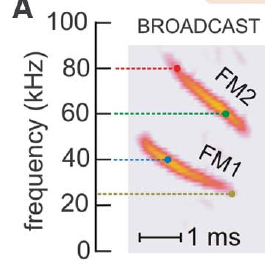 A
BROADCAST
frequency (kHz)
100
80
60
40
20
0
FM2
FM1
1 ms